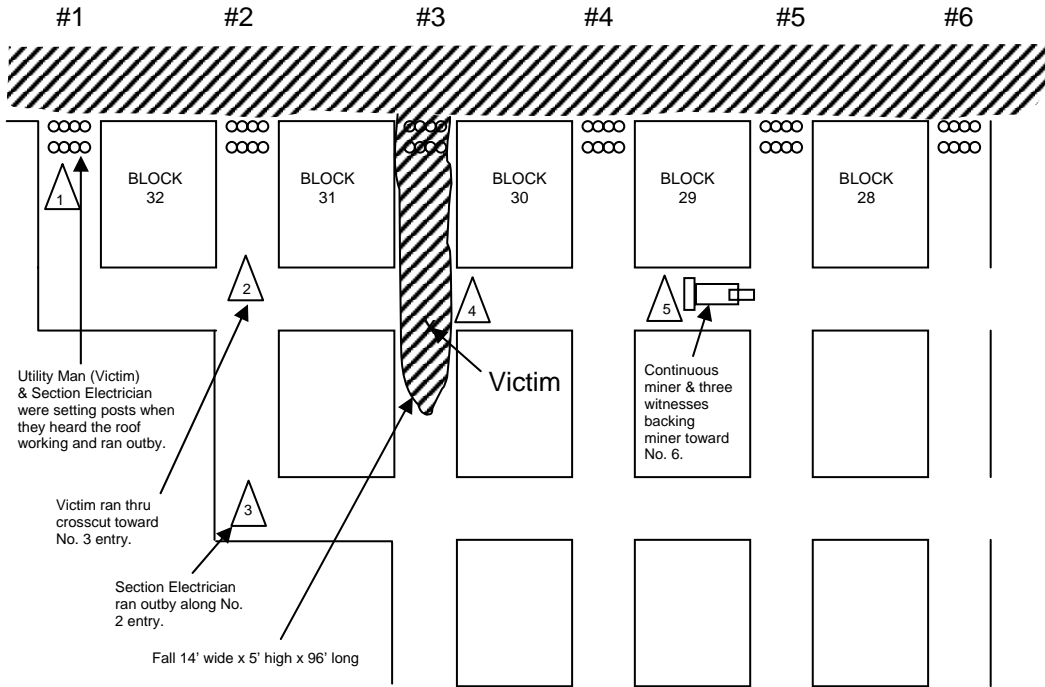 #1 #2 #3 #4 #5 #6
BLOCK
32
BLOCK
31
BLOCK
30
BLOCK
29
BLOCK
28
1
2
4
5
Utility Man (Victim)
& Section Electrician
were setting posts when
they heard the roof
working and ran outby.
Victim
Continuous
miner & three
witnesses
backing
miner toward
No. 6.
Victim ran thru
crosscut toward
No. 3 entry.
3
Section Electrician
ran outby along No.
2 entry.
Fall 14’ wide x 5’ high x 96’ long